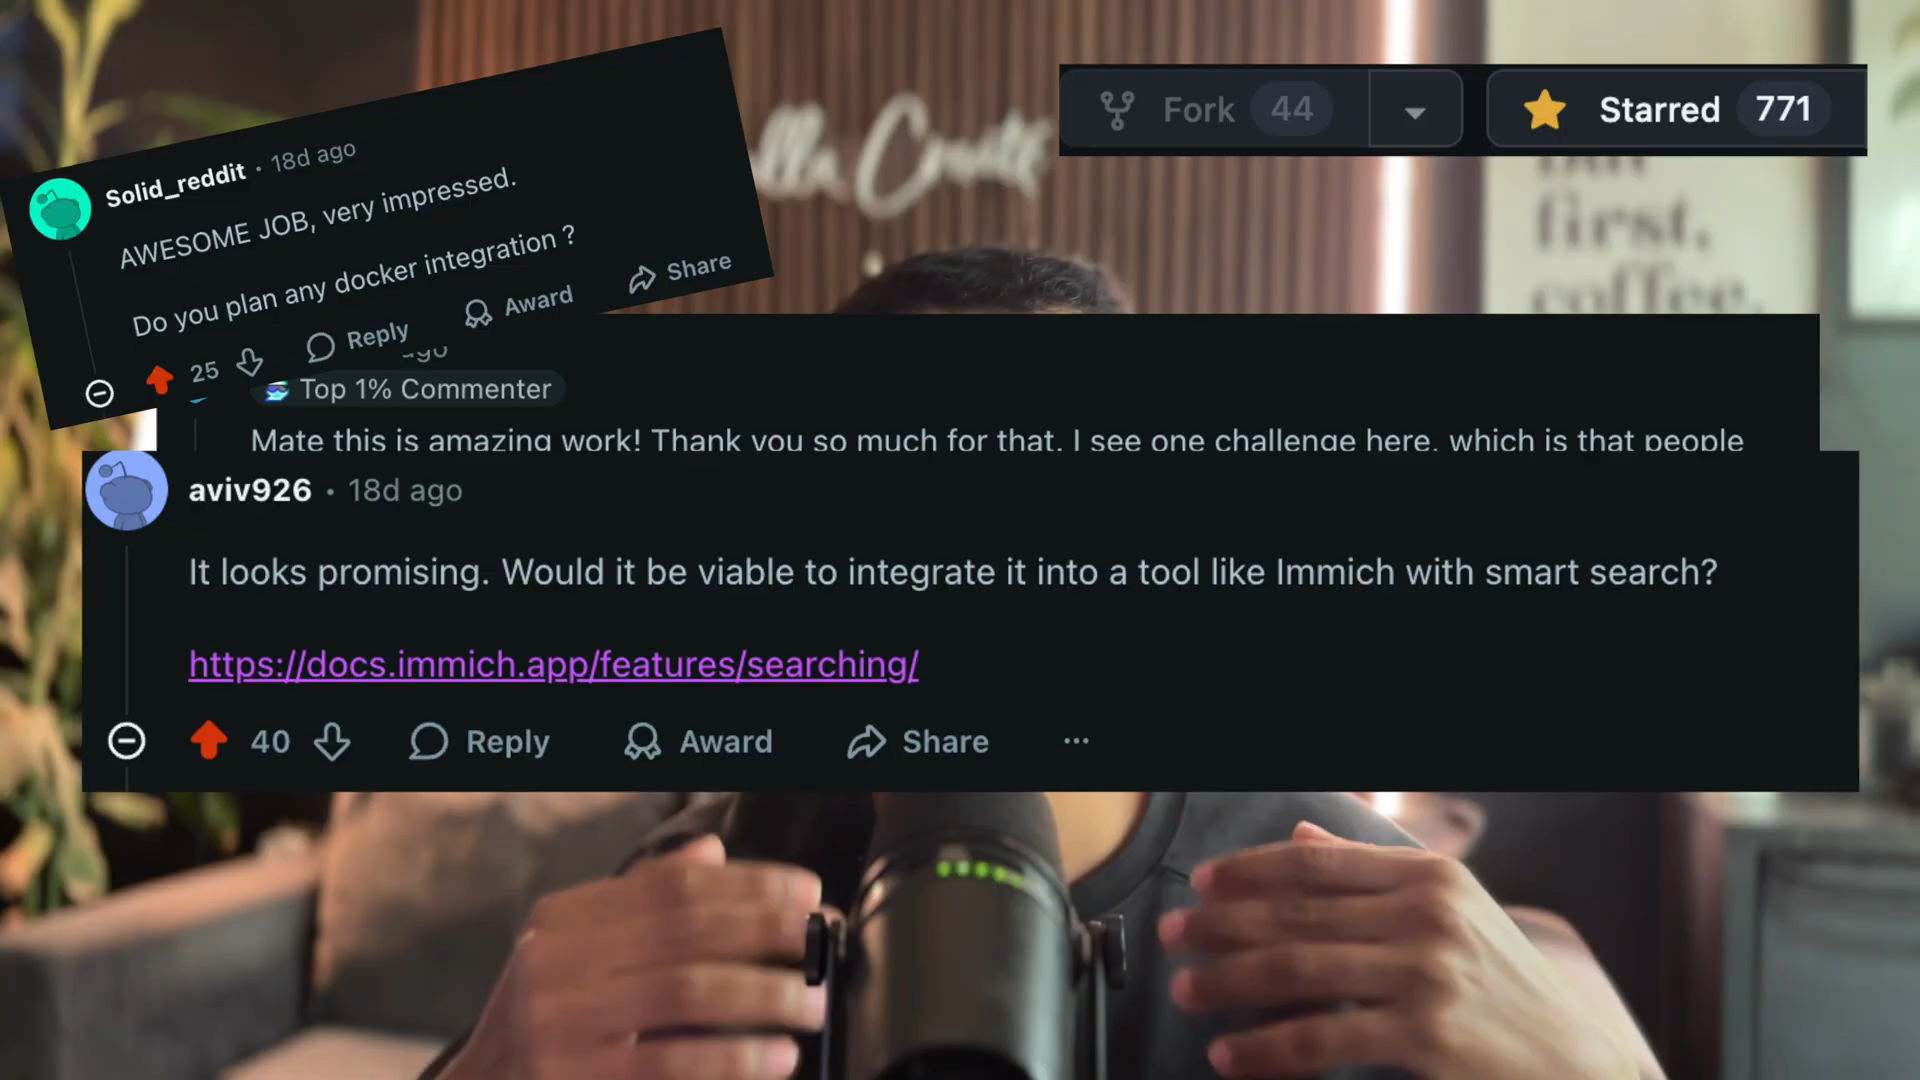 Fork 44
Starred 771
Solid_reddit · 18d ago
AWESOME JOB, very impressed.
Do you plan any docker integration ?
25 Reply Award Share
ago
Top 1% Commenter
Mate this is amazing work! Thank you so much for that. I see one challenge here, which is that people
aviv926 · 18d ago
It looks promising. Would it be viable to integrate it into a tool like Immich with smart search?
https://docs.immich.app/features/searching/
40 Reply Award Share ...
first,
coffee.